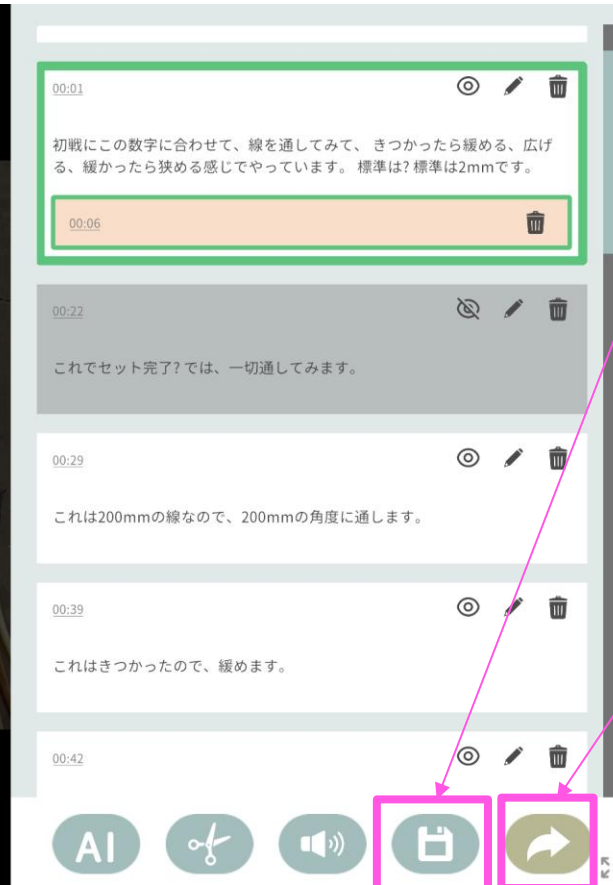 00:01
初戦にこの数字に合わせて、線を通してみて、 きつかったら緩める、広げ
る、緩かったら狭める感じでやっています。 標準は? 標準は2mmです。
00:06
00:22
これでセット完了? では、一切通してみます。
00:29
これは200mmの線なので、200mmの角度に通します。
00:39
これはきつかったので、緩めます。
00:42
AI